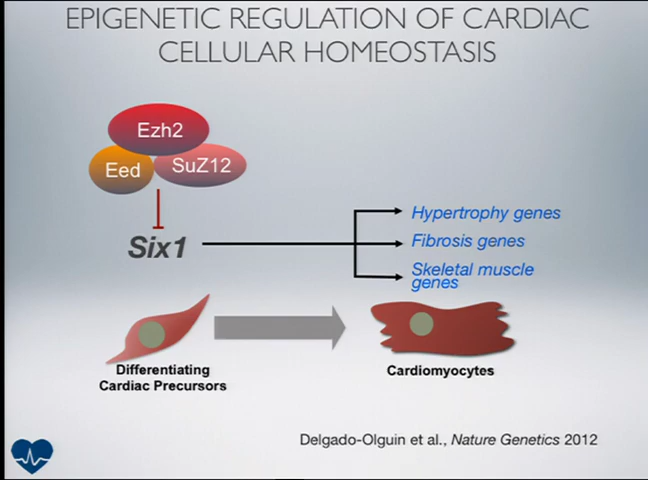 EPIGENETIC REGULATION OF CARDIAC
CELLULAR HOMEOSTASIS
Ezh2
Eed
SuZ12
Six1
Hypertrophy genes
Fibrosis genes
Skeletal muscle
genes
Differentiating
Cardiac Precursors
Cardiomyocytes
Delgado-Olguin et al., Nature Genetics 2012